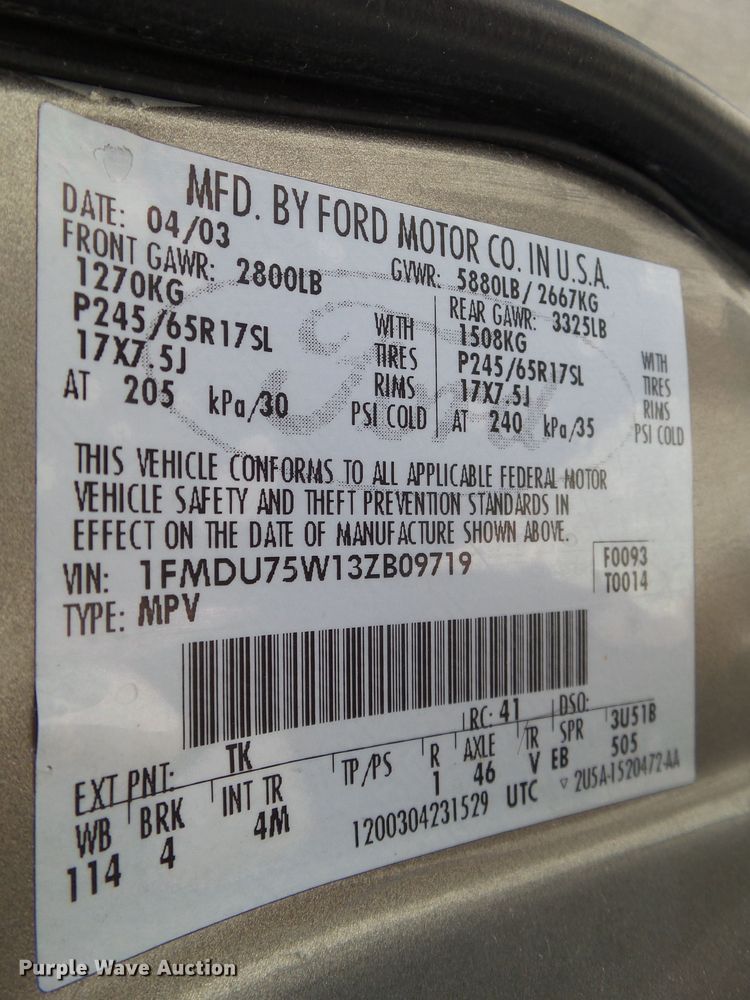 MFD. BY FORD MOTOR CO. IN U.S.A.
DATE: 04/03 GVWR: 5880LB/ 2667KG
FRONT GAWR: 2800LB REAR GAWR: 3325LB
1270KG WITH 1508KG WITH
P245/65R17SL TIRES P245/65R17SL TIRES
17X7.5J RIMS 17X7.5J RIMS
AT 205 kPa/30 PSI COLD AT 240 kPa/35 PSI COLD
Ford
THIS VEHICLE CONFORMS TO ALL APPLICABLE FEDERAL MOTOR
VEHICLE SAFETY AND THEFT PREVENTION STANDARDS IN
EFFECT ON THE DATE OF MANUFACTURE SHOWN ABOVE.
VIN: 1FMDU75W13ZB09719 F0093
TYPE: MPV T0014
EXT PNT: TK RC: 41 DSO:
WB BRK INT TR TP/PS R AXLE TR SPR 3U51B
114 4 4M 1 46 V EB 505
1200304231529 UTC ▽ 2U5A-1520472-AA
Purple Wave Auction